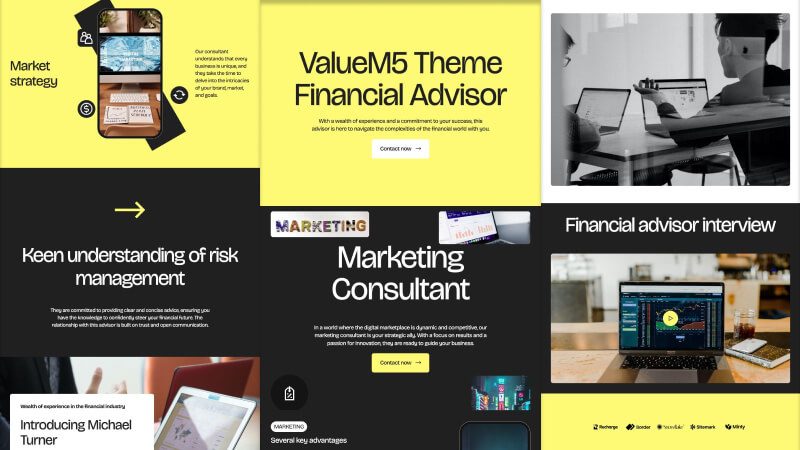 Market
strategy
Our consultant
understands that every
business is unique, and
they take the time to
delve into the intricacies
of your brand, market,
and goals.
Keen understanding of risk
management
They are committed to providing clear and concise advice, ensuring you
have the knowledge to confidently steer your financial future. The
relationship with this advisor is built on trust and open communication.
Wealth of experience in the financial industry
Introducing Michael
Turner
ValueM5 Theme
Financial Advisor
With a wealth of experience and a commitment to your success, this
advisor is here to navigate the complexities of the financial world with you.
Contact now
MARKETING
Marketing
Consultant
In a world where the digital marketplace is dynamic and competitive, our
marketing consultant is your strategic ally. With a focus on results and a
passion for innovation, they are ready to guide your business.
Contact now
MARKETING
Several key advantages
Financial advisor interview
Recharge
Border
Snowflake
Sitemark
Minty